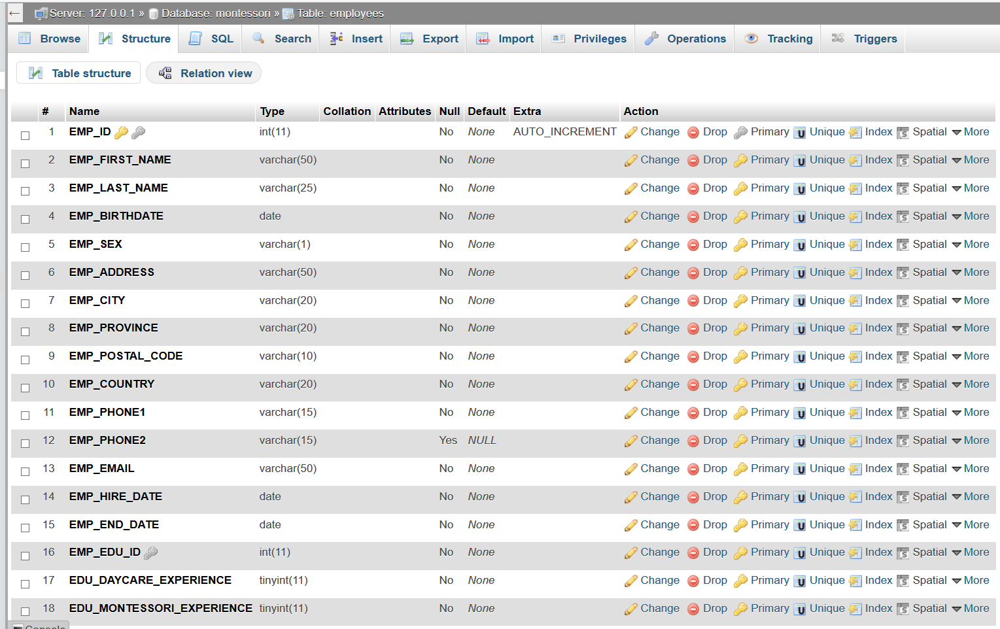 ← Server: 127.0.0.1 » Database: montessori » Table: employees
Browse Structure SQL Search Insert Export Import Privileges Operations Tracking Triggers
Table structure Relation view
# Name Type Collation Attributes Null Default Extra Action
1 EMP_ID int(11) No None AUTO_INCREMENT Change Drop Primary Unique Index Spatial More
2 EMP_FIRST_NAME varchar(50) No None Change Drop Primary Unique Index Spatial More
3 EMP_LAST_NAME varchar(25) No None Change Drop Primary Unique Index Spatial More
4 EMP_BIRTHDATE date No None Change Drop Primary Unique Index Spatial More
5 EMP_SEX varchar(1) No None Change Drop Primary Unique Index Spatial More
6 EMP_ADDRESS varchar(50) No None Change Drop Primary Unique Index Spatial More
7 EMP_CITY varchar(20) No None Change Drop Primary Unique Index Spatial More
8 EMP_PROVINCE varchar(20) No None Change Drop Primary Unique Index Spatial More
9 EMP_POSTAL_CODE varchar(10) No None Change Drop Primary Unique Index Spatial More
10 EMP_COUNTRY varchar(20) No None Change Drop Primary Unique Index Spatial More
11 EMP_PHONE1 varchar(15) No None Change Drop Primary Unique Index Spatial More
12 EMP_PHONE2 varchar(15) Yes NULL Change Drop Primary Unique Index Spatial More
13 EMP_EMAIL varchar(50) No None Change Drop Primary Unique Index Spatial More
14 EMP_HIRE_DATE date No None Change Drop Primary Unique Index Spatial More
15 EMP_END_DATE date No None Change Drop Primary Unique Index Spatial More
16 EMP_EDU_ID int(11) No None Change Drop Primary Unique Index Spatial More
17 EDU_DAYCARE_EXPERIENCE tinyint(11) No None Change Drop Primary Unique Index Spatial More
18 EDU_MONTESSORI_EXPERIENCE tinyint(11) No None Change Drop Primary Unique Index Spatial More
Console